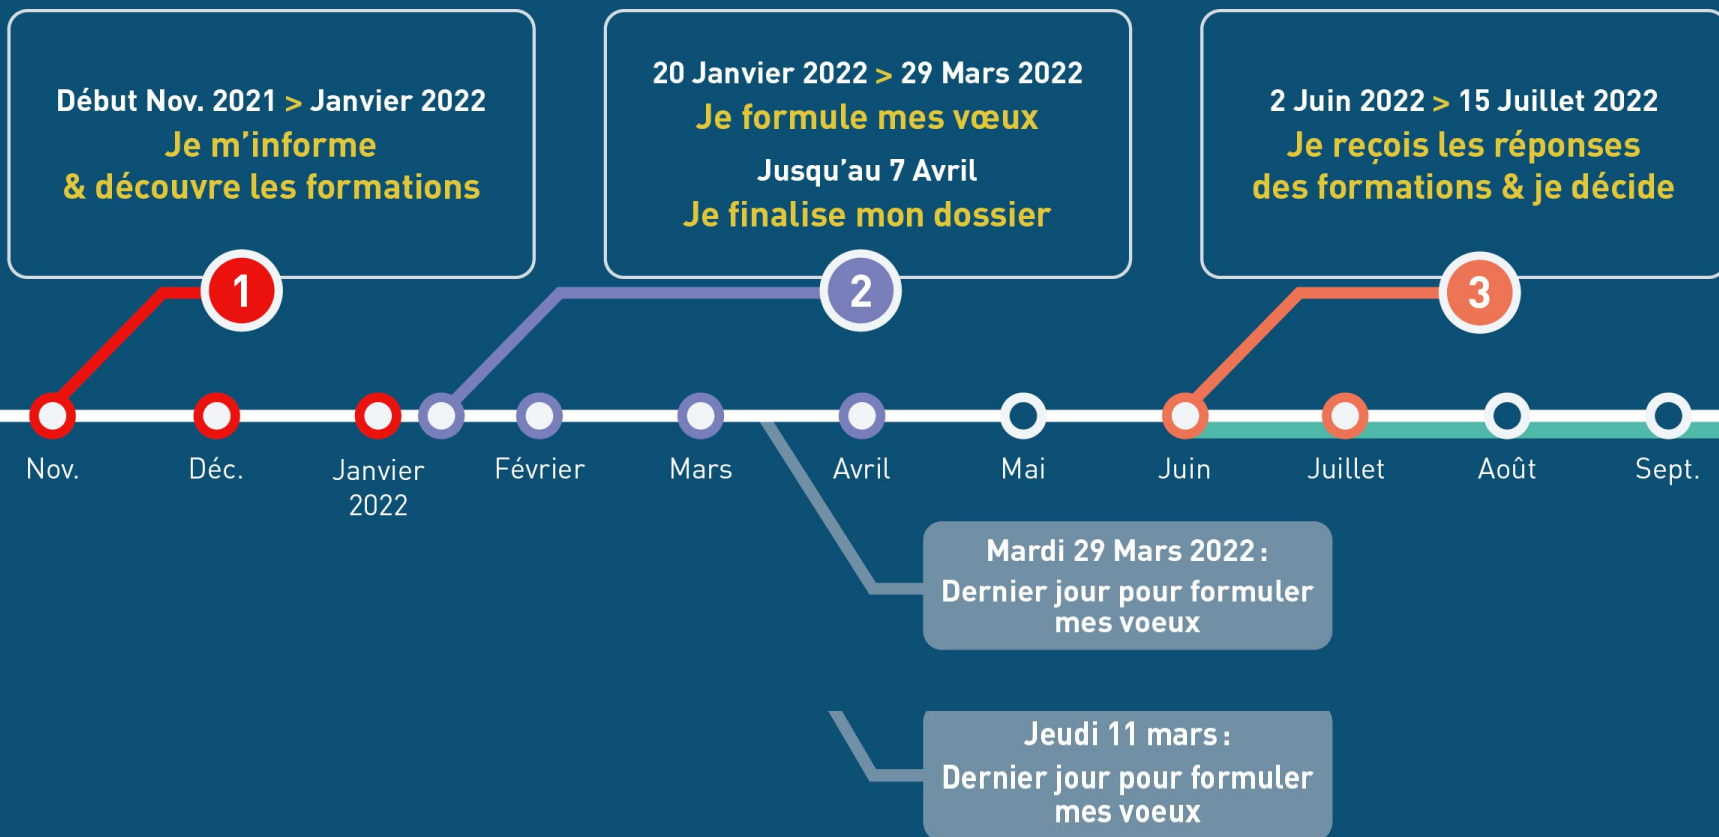 Début Nov. 2021 > Janvier 2022
Je m'informe
& découvre les formations
1
20 Janvier 2022 > 29 Mars 2022
Je formule mes vœux
Jusqu'au 7 Avril
Je finalise mon dossier
2
2 Juin 2022 > 15 Juillet 2022
Je reçois les réponses
des formations & je décide
3
Nov.
Déc.
Janvier
2022
Février
Mars
Avril
Mai
Juin
Juillet
Août
Sept.
Mardi 29 Mars 2022 :
Dernier jour pour formuler
mes voeux
Jeudi 11 mars :
Dernier jour pour formuler
mes voeux